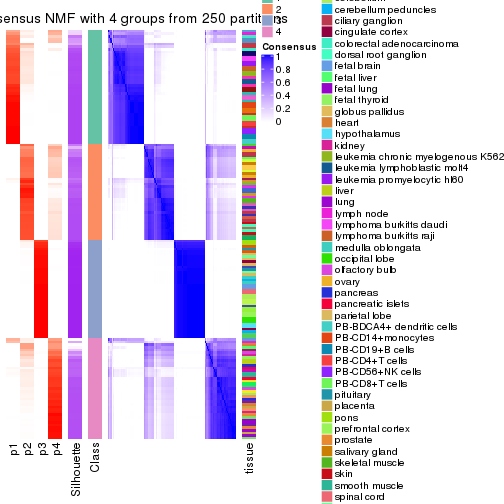 sensus NMF with 4 groups from 250 partitions
2
4
Consensus
1
0.8
0.6
0.4
0.2
0
p1
p2
p3
p4
Silhouette
Class
tissue
cerebellum peduncles
ciliary ganglion
cingulate cortex
colorectal adenocarcinoma
dorsal root ganglion
fetal brain
fetal liver
fetal lung
fetal thyroid
globus pallidus
heart
hypothalamus
kidney
leukemia chronic myelogenous K562
leukemia lymphoblastic molt4
leukemia promyelocytic hl60
liver
lung
lymph node
lymphoma burkitts daudi
lymphoma burkitts raji
medulla oblongata
occipital lobe
olfactory bulb
ovary
pancreas
pancreatic islets
parietal lobe
PB-BDCA4+ dendritic cells
PB-CD14+monocytes
PB-CD19+B cells
PB-CD4+T cells
PB-CD56+NK cells
PB-CD8+T cells
pituitary
placenta
pons
prefrontal cortex
prostate
salivary gland
skeletal muscle
skin
smooth muscle
spinal cord